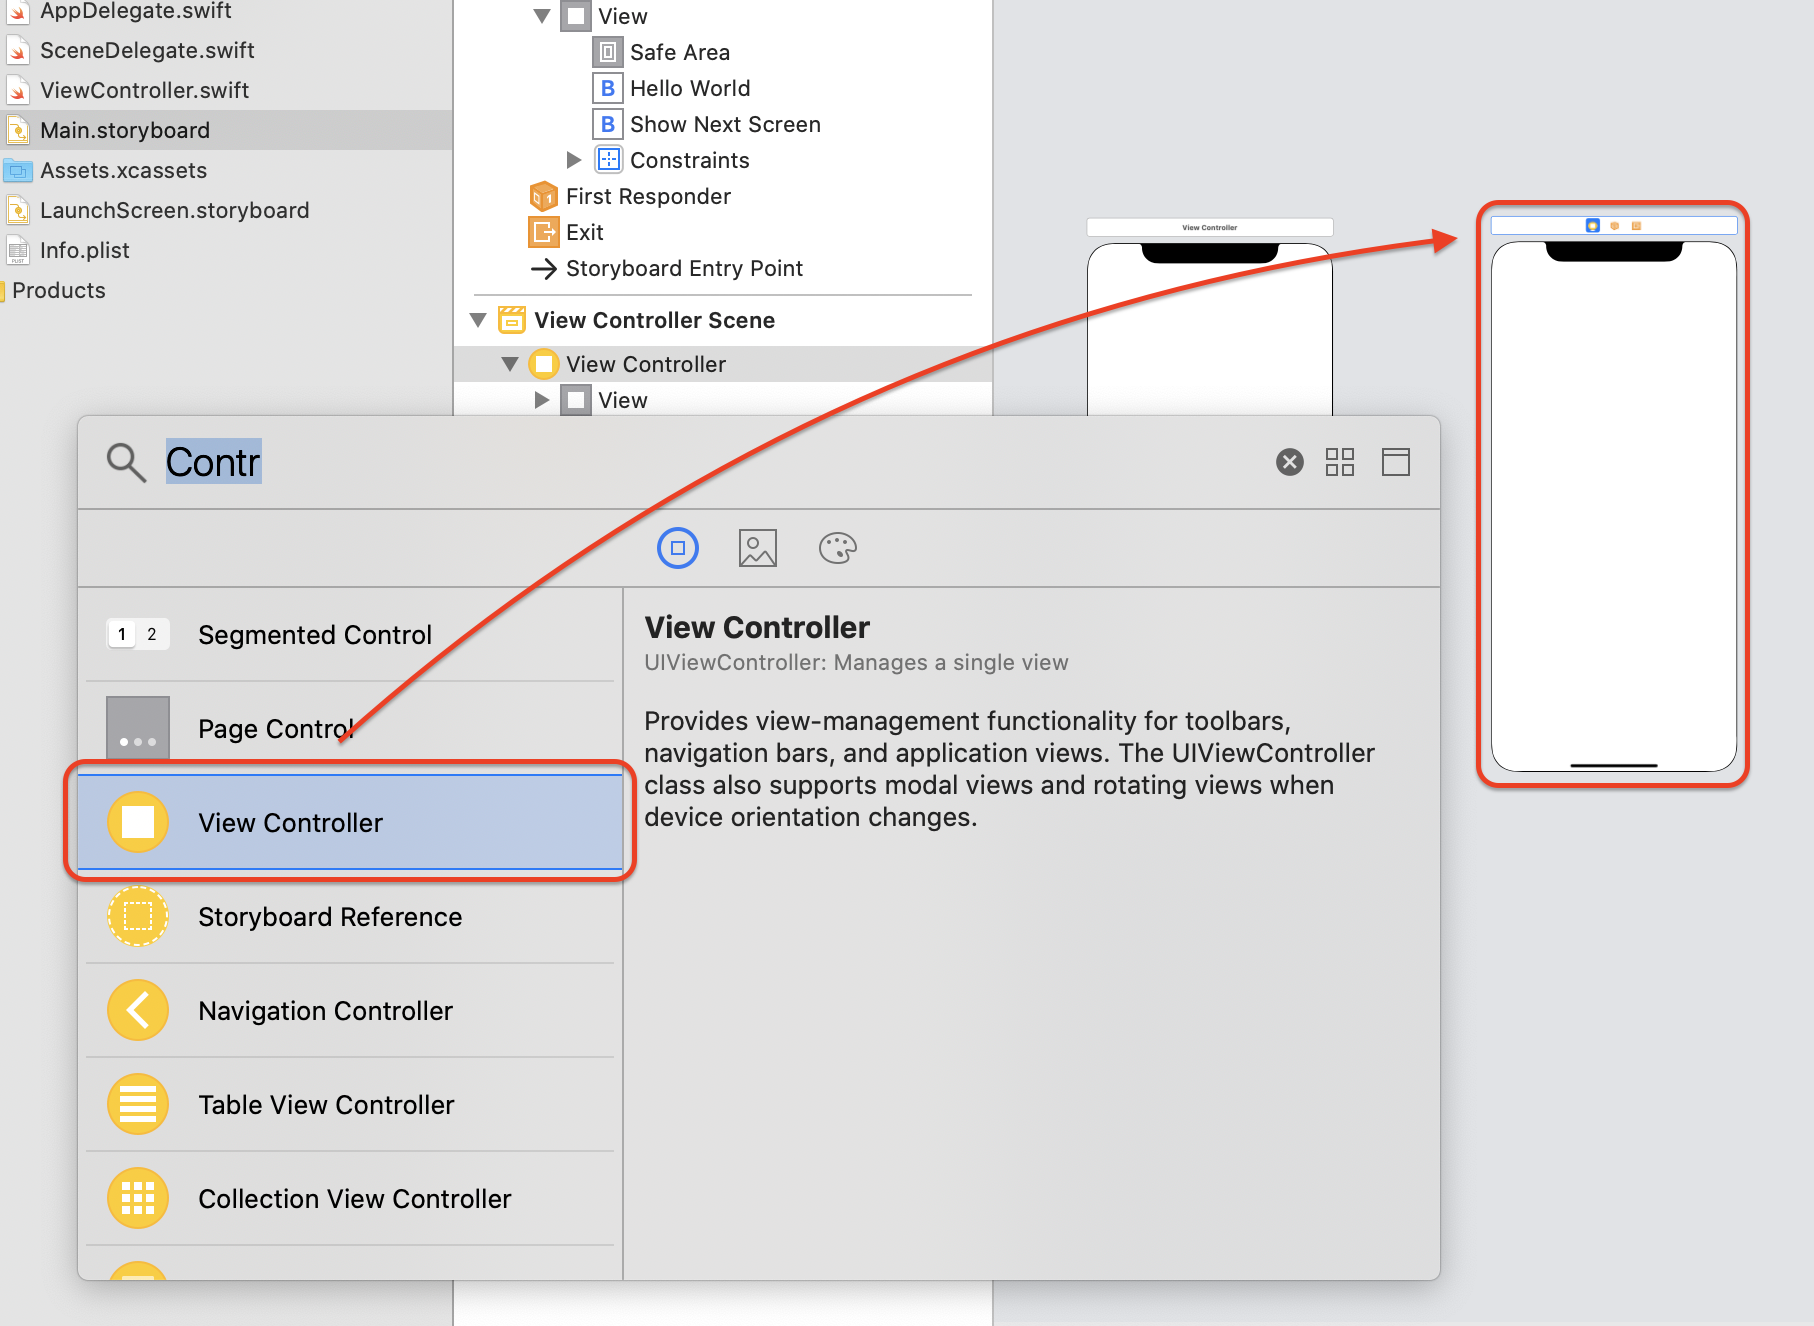 AppDelegate.swift
SceneDelegate.swift
ViewController.swift
Main.storyboard
Assets.xcassets
LaunchScreen.storyboard
Info.plist
Products
View
Safe Area
B Hello World
B Show Next Screen
Constraints
First Responder
Exit
Storyboard Entry Point
View Controller Scene
View Controller
View
View Controller
Contr
1 2 Segmented Control
Page Control
View Controller
Storyboard Reference
Navigation Controller
Table View Controller
Collection View Controller
View Controller
UIViewController: Manages a single view
Provides view-management functionality for toolbars,
navigation bars, and application views. The UIViewController
class also supports modal views and rotating views when
device orientation changes.